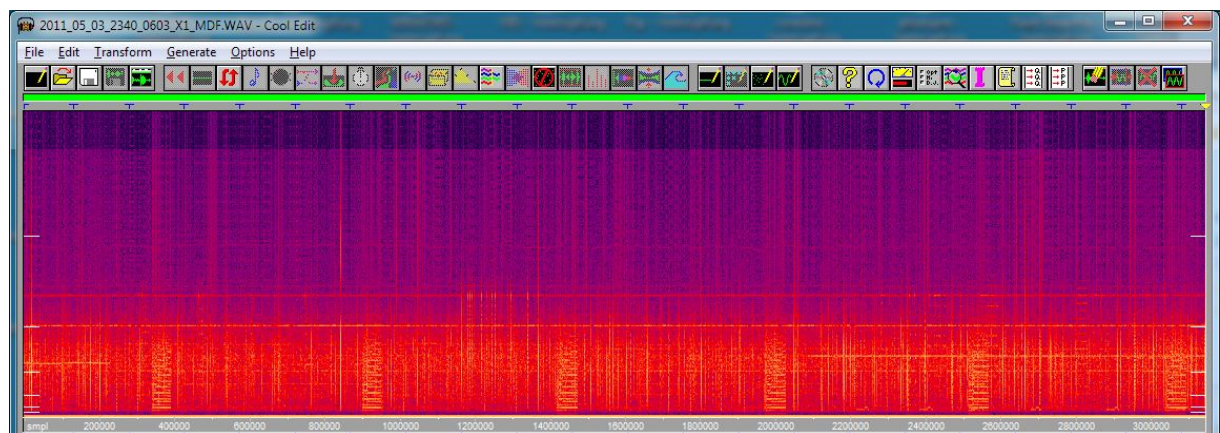 2011_05_03_2340_0603_X1_MDF.WAV - Cool Edit
File Edit Transform Generate Options Help
smpl 200000 400000 600000 800000 1000000 1200000 1400000 1600000 1800000 2000000 2200000 2400000 2600000 2800000 3000000